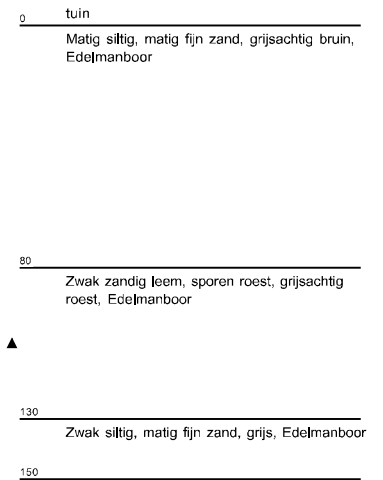 0 tuin
Matig siltig, matig fijn zand, grijsachtig bruin,
Edelmanboor
80
Zwak zandig leem, sporen roest, grijsachtig
roest, Edelmanboor
130
Zwak siltig, matig fijn zand, grijs, Edelmanboor
150